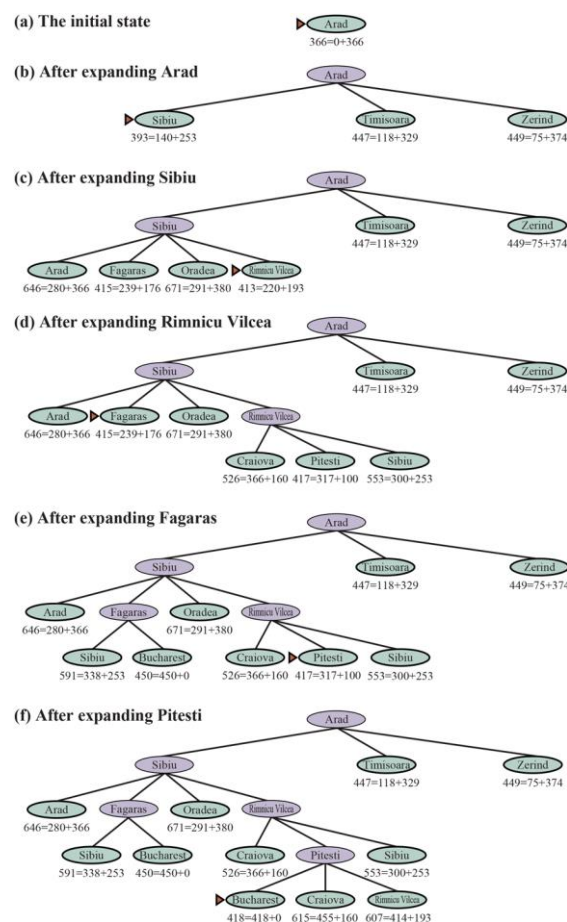 (a) The initial state
Arad
366=0+366
(b) After expanding Arad
Arad
Sibiu Timisoara Zerind
393=140+253 447=118+329 449=75+374
(c) After expanding Sibiu
Arad
Sibiu Timisoara Zerind
447=118+329 449=75+374
Arad Fagaras Oradea Rimnicu Vilcea
646=280+366 415=239+176 671=291+380 413=220+193
(d) After expanding Rimnicu Vilcea
Arad
Sibiu Timisoara Zerind
447=118+329 449=75+374
Arad Fagaras Oradea Rimnicu Vilcea
646=280+366 415=239+176 671=291+380
Craiova Pitesti Sibiu
526=366+160 417=317+100 553=300+253
(e) After expanding Fagaras
Arad
Sibiu Timisoara Zerind
447=118+329 449=75+374
Arad Fagaras Oradea Rimnicu Vilcea
646=280+366 671=291+380
Sibiu Bucharest Craiova Pitesti Sibiu
591=338+253 450=450+0 526=366+160 417=317+100 553=300+253
(f) After expanding Pitesti
Arad
Sibiu Timisoara Zerind
447=118+329 449=75+374
Arad Fagaras Oradea Rimnicu Vilcea
646=280+366 671=291+380
Sibiu Bucharest Craiova Pitesti Sibiu
591=338+253 450=450+0 526=366+160 553=300+253
Bucharest Craiova Rimnicu Vilcea
418=418+0 615=455+160 607=414+193